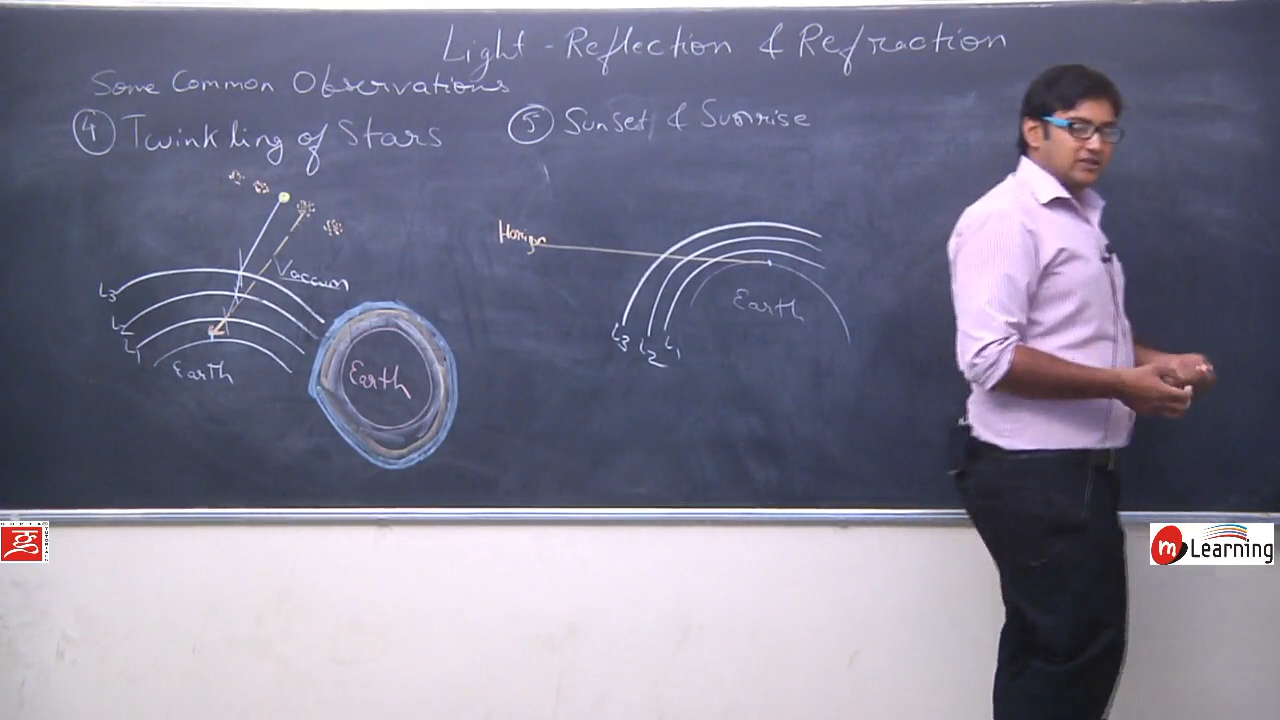 Light - Reflection & Refraction
Some Common Observations
④ Twinkling of Stars
⑤ Sunset & Sunrise
Vaccum
L3
L2
L1
Earth
Earth
Horizon
Earth
L3 L2 L1
g
m Learning